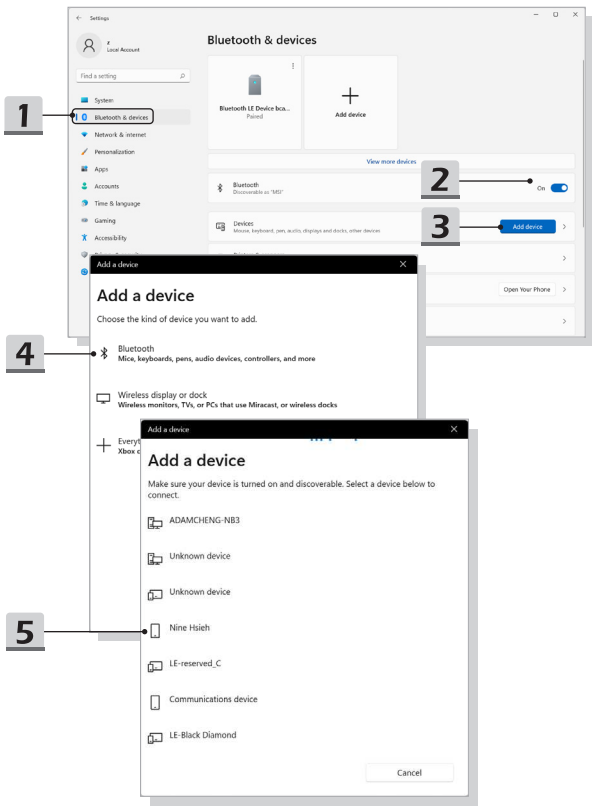 Settings
z
Local Account
Find a setting
System
Bluetooth & devices
Network & internet
Personalization
Apps
Accounts
Time & language
Gaming
Accessibility
Bluetooth & devices
Bluetooth LE Device bca...
Paired
Add device
View more devices
Bluetooth
Discoverable as "MSI"
On
Devices
Mouse, keyboard, pen, audio, displays and docks, other devices
Add device
Open Your Phone
1
2
3
Add a device
Add a device
Choose the kind of device you want to add.
4
Bluetooth
Mice, keyboards, pens, audio devices, controllers, and more
Wireless display or dock
Wireless monitors, TVs, or PCs that use Miracast, or wireless docks
Xbox
Add a device
Add a device
Make sure your device is turned on and discoverable. Select a device below to
connect.
ADAMCHENG-NB3
Unknown device
Unknown device
5
Nine Hsieh
LE-reserved_C
Communications device
LE-Black Diamond
Cancel